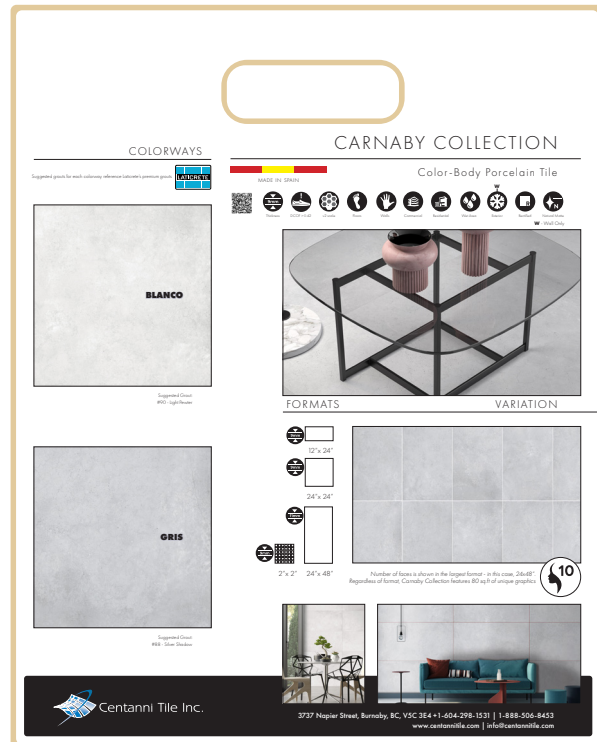 COLORWAYS
Suggested grouts for each colorway reference Laticrete's premium grouts
LATICRETE
BLANCO
Suggested Grout:
#90 - Light Pewter
GRIS
Suggested Grout:
#88 - Silver Shadow
CARNABY COLLECTION
MADE IN SPAIN
Color-Body Porcelain Tile
Thickness
DCOF >0.42
Floors
Walls
Commercial
Residential
Exterior
Rectified
Natural Matte
W - Wall Only
FORMATS
VARIATION
12"x 24"
24"x 24"
2"x 2"
24"x 48"
Number of faces is shown in the largest format - in this case, 24x48".
Regardless of format, Carnaby Collection features 80 sq.ft of unique graphics
10
Centanni Tile Inc.
3737 Napier Street, Burnaby, BC, V5C 3E4 +1-604-298-1531 | 1-888-506-8453
www.centannitile.com | info@centannitile.com